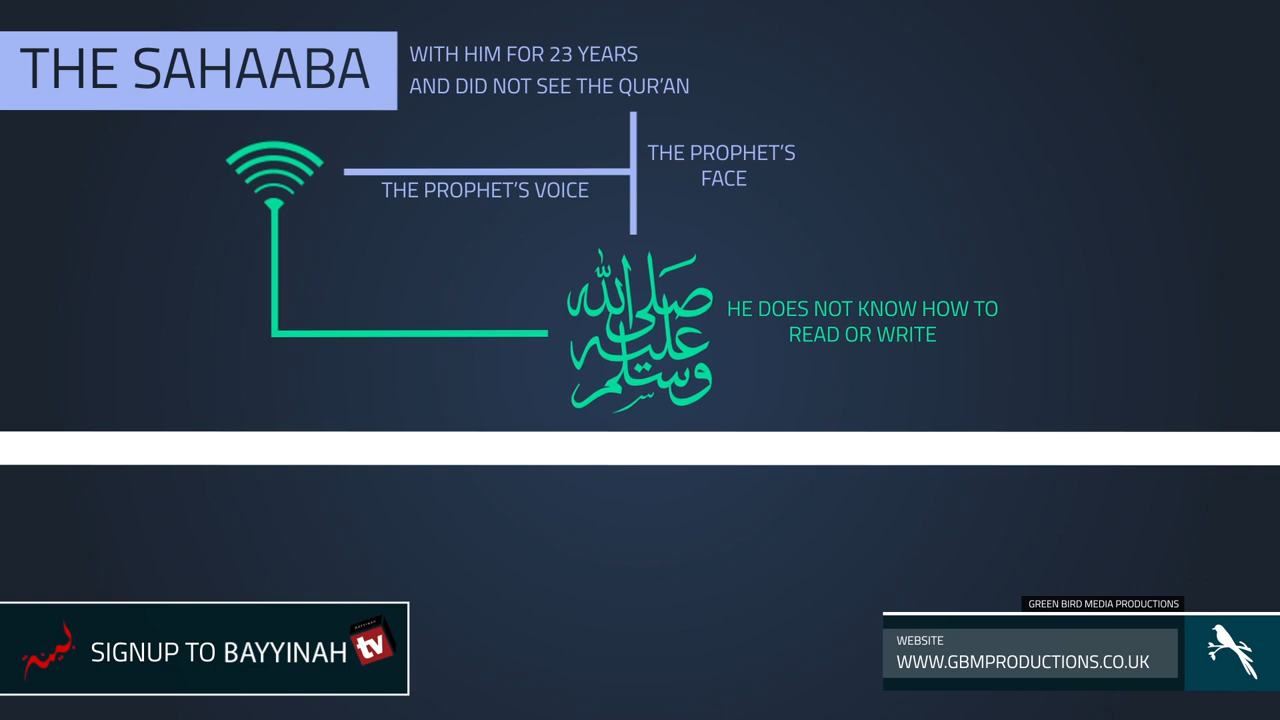 THE SAHAABA
WITH HIM FOR 23 YEARS
AND DID NOT SEE THE QUR'AN
THE PROPHET'S
FACE
THE PROPHET'S VOICE
صلى الله
عليه
وسلم
HE DOES NOT KNOW HOW TO
READ OR WRITE
بينة
SIGNUP TO BAYYINAH
BAYYINAH
tv
GREEN BIRD MEDIA PRODUCTIONS
WEBSITE
WWW.GBMPRODUCTIONS.CO.UK